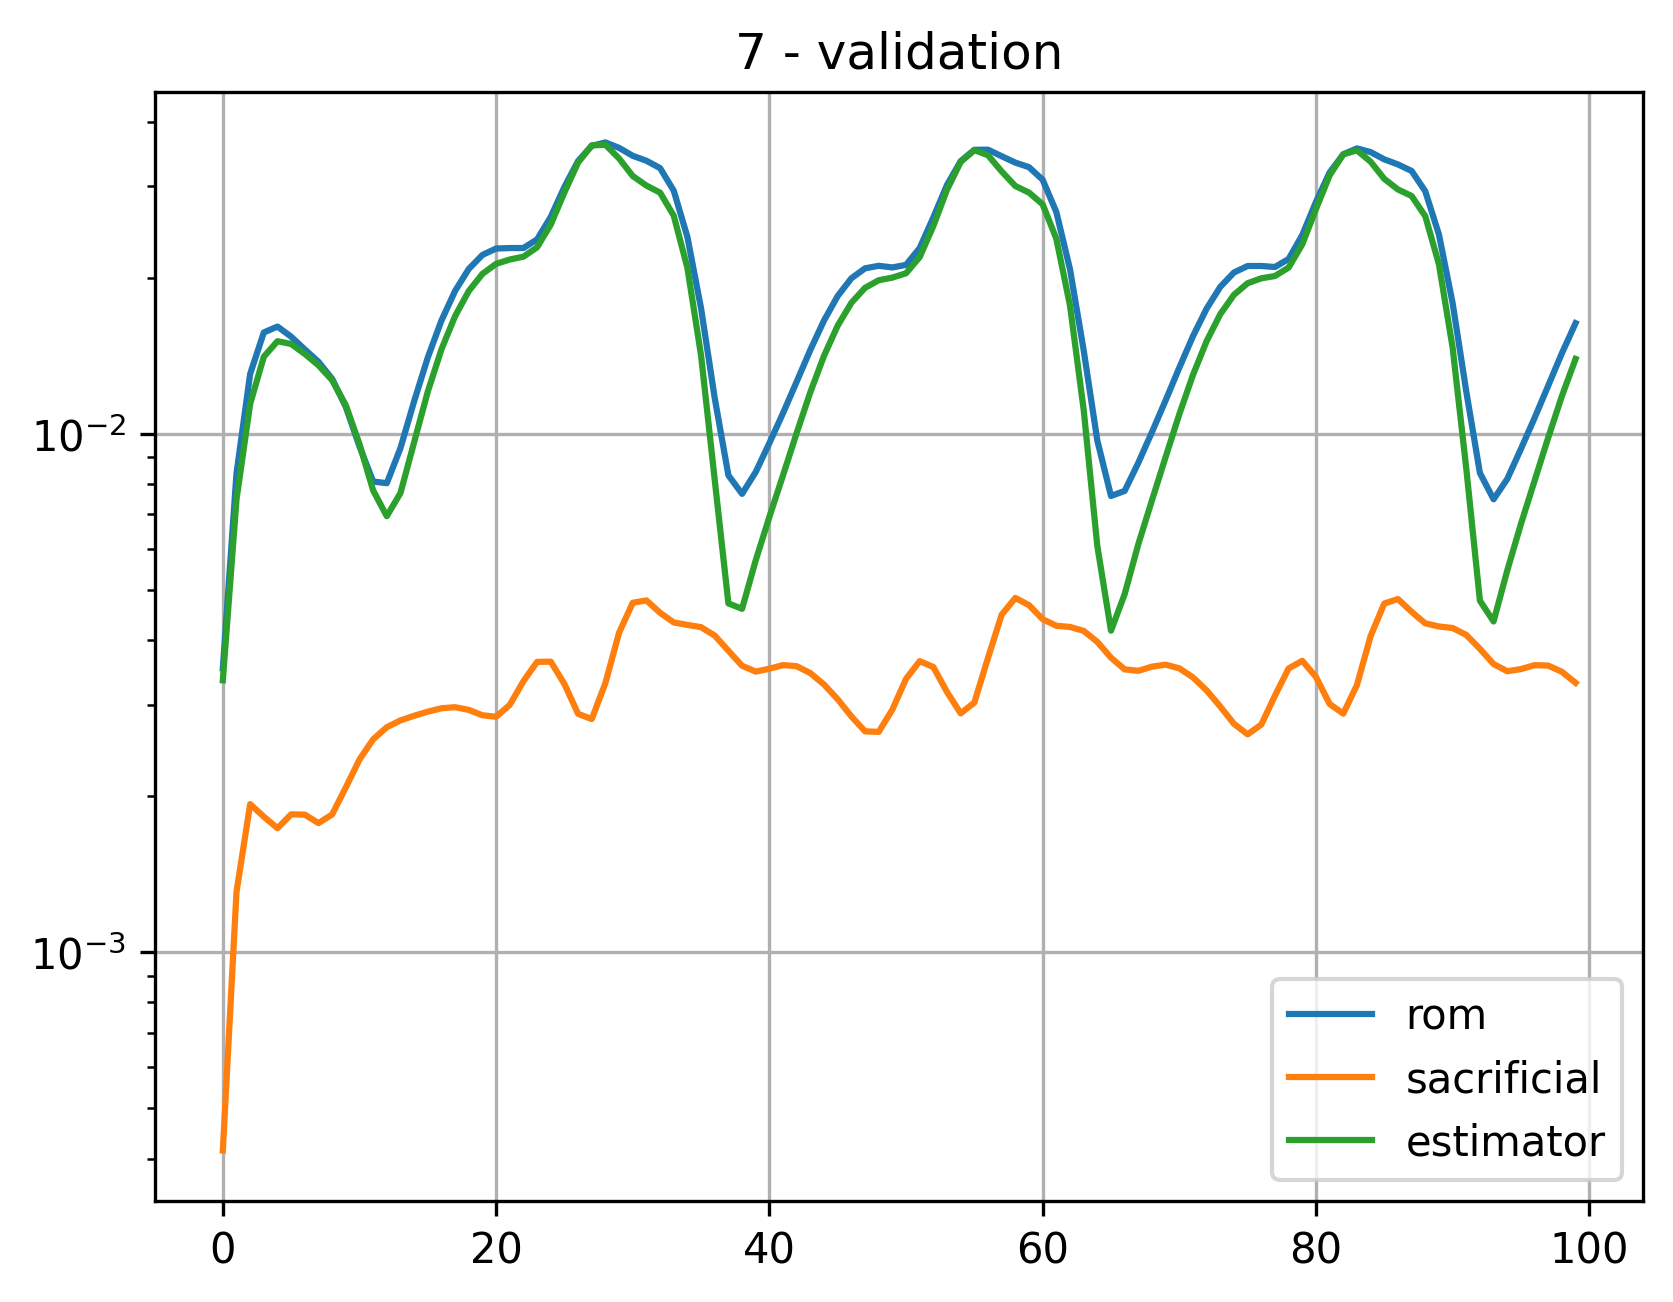 7 - validation
10⁻²
10⁻³
rom
sacrificial
estimator
0 20 40 60 80 100